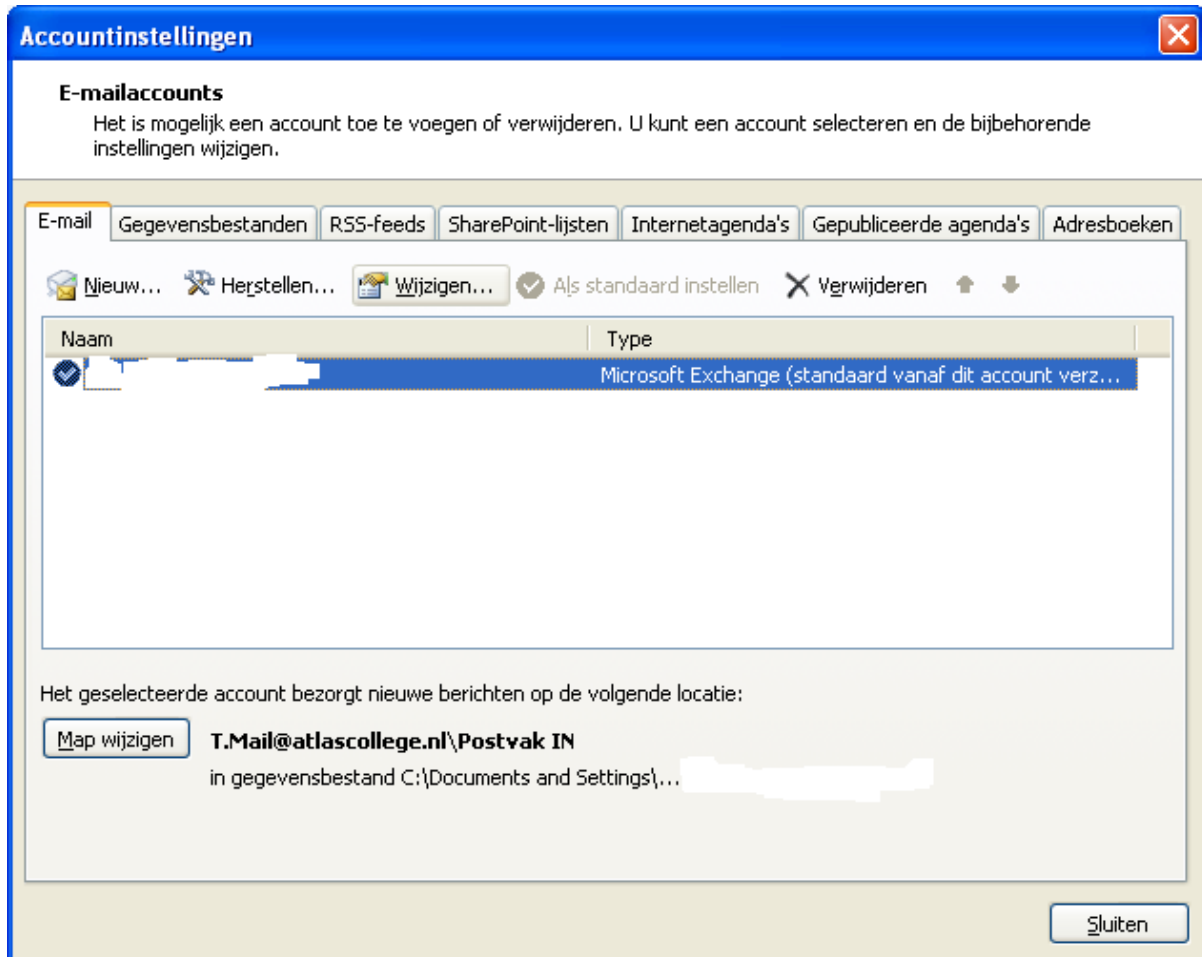 Accountinstellingen
E-mailaccounts
Het is mogelijk een account toe te voegen of verwijderen. U kunt een account selecteren en de bijbehorende
instellingen wijzigen.
E-mail Gegevensbestanden RSS-feeds SharePoint-lijsten Internetagenda's Gepubliceerde agenda's Adresboeken
Nieuw... Herstellen... Wijzigen... Als standaard instellen Verwijderen
Naam Type
Microsoft Exchange (standaard vanaf dit account verz...
Het geselecteerde account bezorgt nieuwe berichten op de volgende locatie:
Map wijzigen T.Mail@atlascollege.nl\Postvak IN
in gegevensbestand C:\Documents and Settings\...
Sluiten